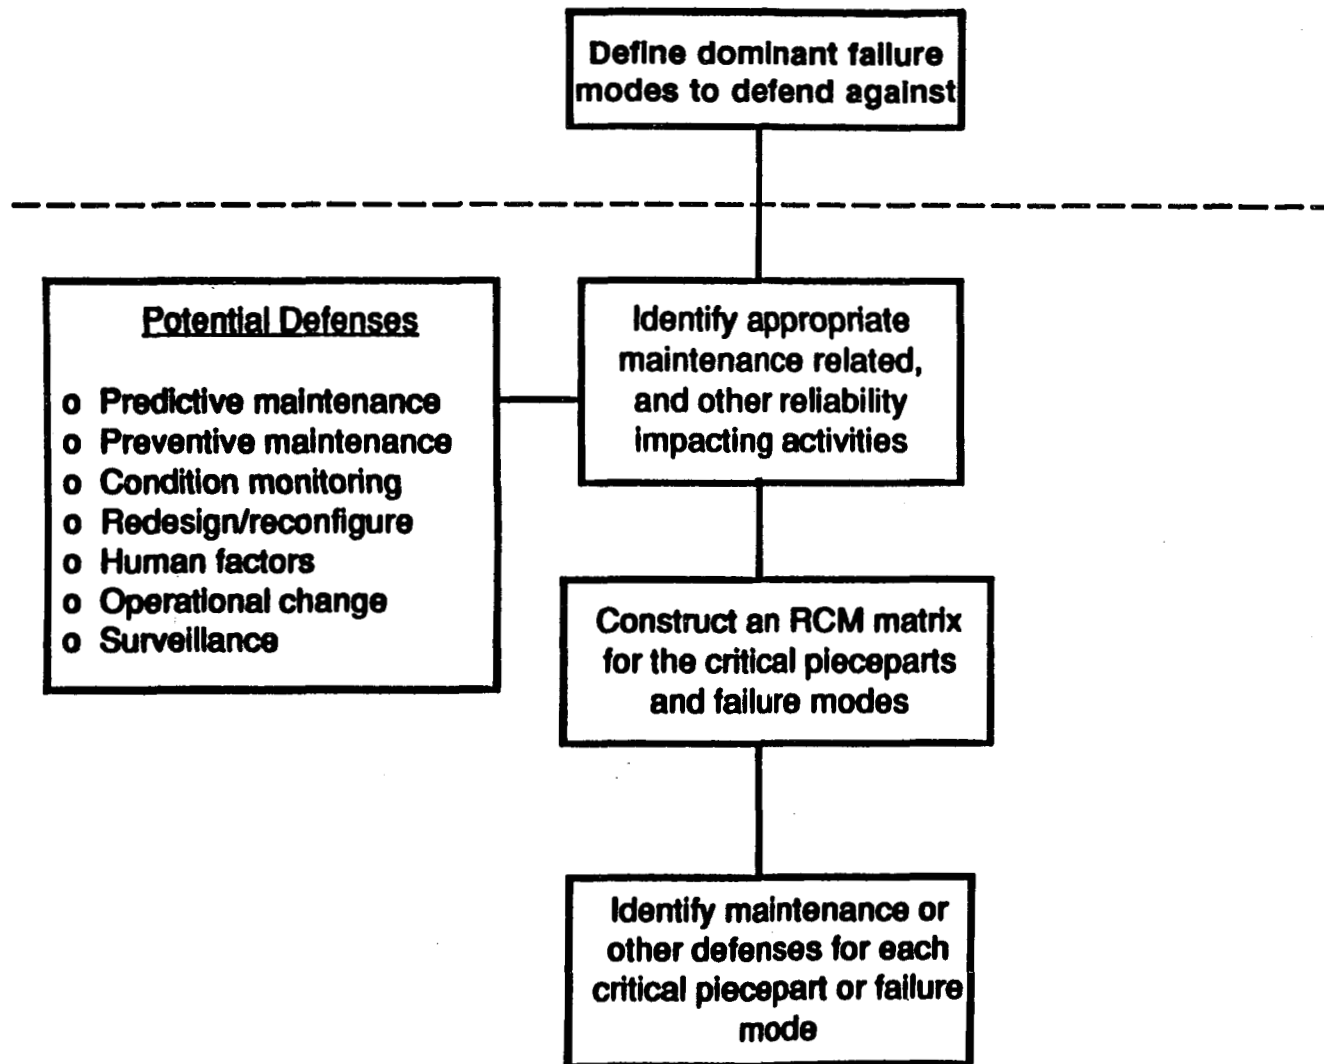 Define dominant failure
modes to defend against
Potential Defenses
o Predictive maintenance
o Preventive maintenance
o Condition monitoring
o Redesign/reconfigure
o Human factors
o Operational change
o Surveillance
Identify appropriate
maintenance related,
and other reliability
impacting activities
Construct an RCM matrix
for the critical pieceparts
and failure modes
Identify maintenance or
other defenses for each
critical piecepart or failure
mode